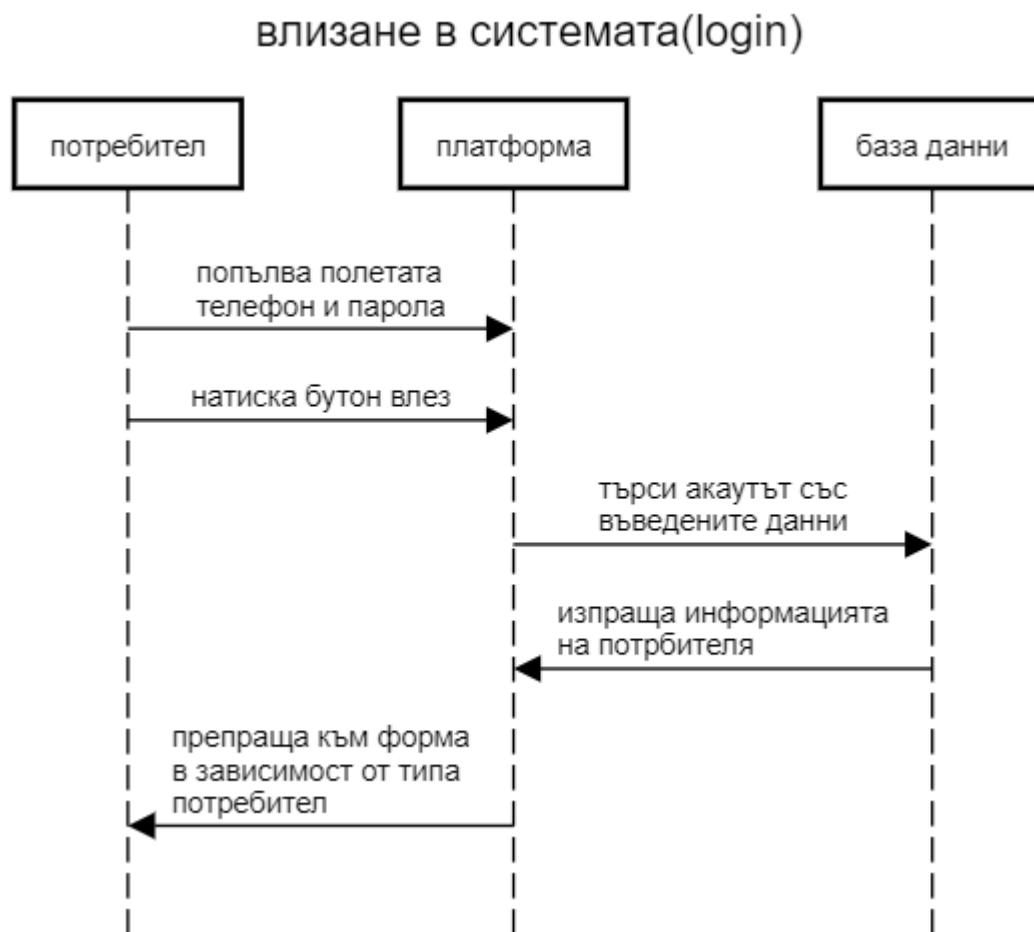 влизане в системата(login)
потребител
платформа
база данни
попълва полетата
телефон и парола
натиска бутон влез
търси акаутът със
въведените данни
изпраща информацията
на потрбителя
препраща към форма
в зависимост от типа
потребител